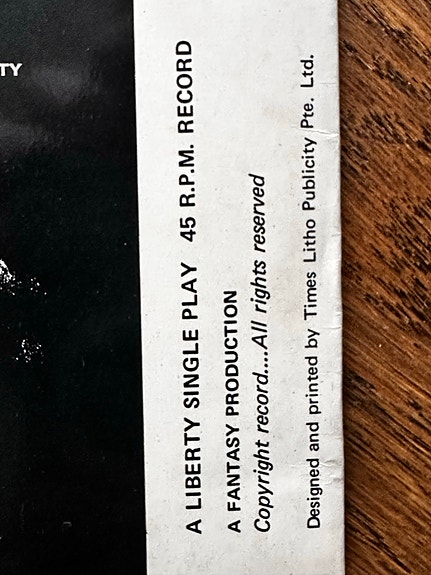 TY
A LIBERTY SINGLE PLAY 45 R.P.M. RECORD
A FANTASY PRODUCTION
Copyright record....All rights reserved
Designed and printed by Times Litho Publicity Pte. Ltd.